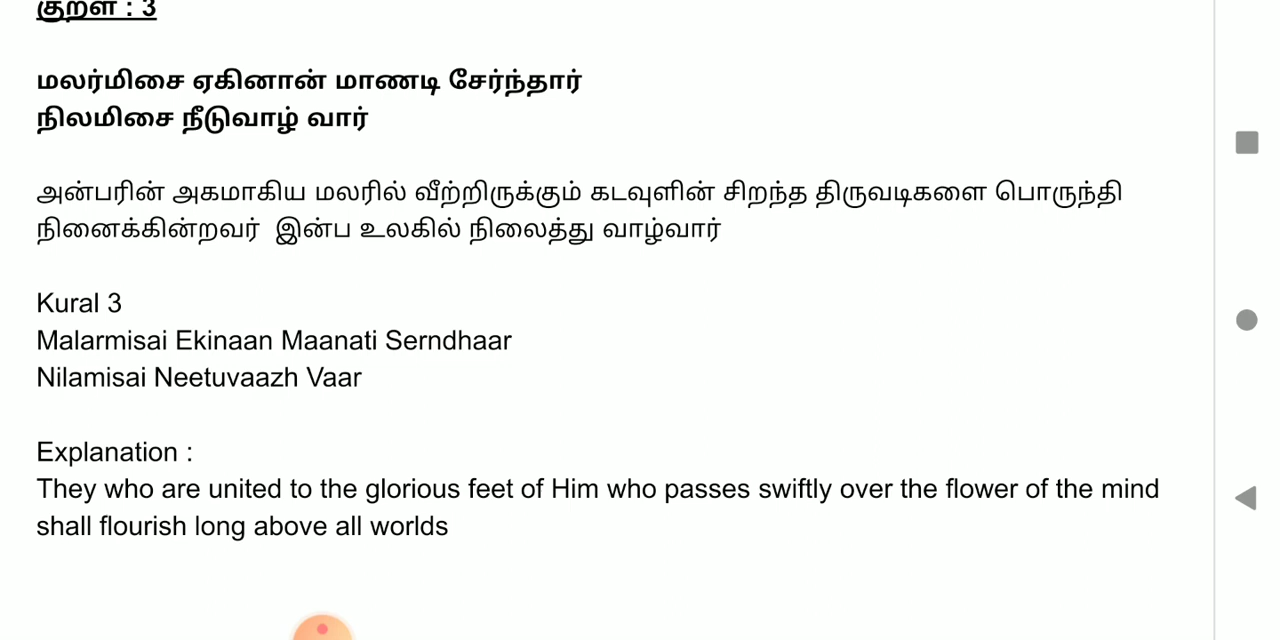 குறள் : 3
மலர்மிசை ஏகினான் மாணடி சேர்ந்தார்
நிலமிசை நீடுவாழ் வார்
அன்பரின் அகமாகிய மலரில் வீற்றிருக்கும் கடவுளின் சிறந்த திருவடிகளை பொருந்தி
நினைக்கின்றவர் இன்ப உலகில் நிலைத்து வாழ்வார்
Kural 3
Malarmisai Ekinaan Maanati Serndhaar
Nilamisai Neetuvaazh Vaar
Explanation :
They who are united to the glorious feet of Him who passes swiftly over the flower of the mind
shall flourish long above all worlds